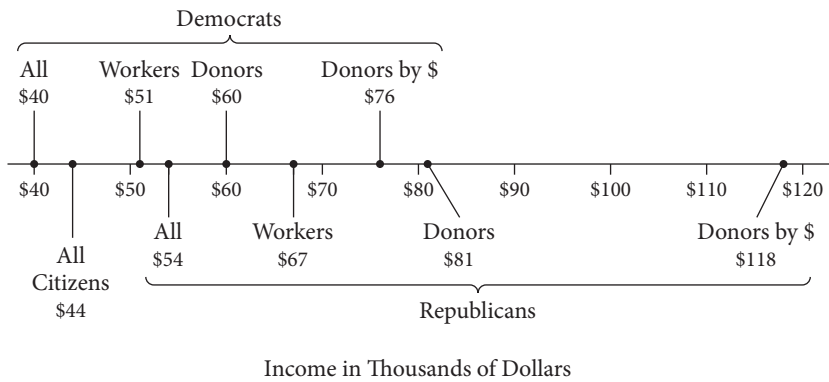 Democrats
All Workers Donors Donors by $
$40 $51 $60 $76
$40 $50 $60 $70 $80 $90 $100 $110 $120
All Workers Donors Donors by $
$54 $67 $81 $118
All
Citizens
$44
Republicans
Income in Thousands of Dollars